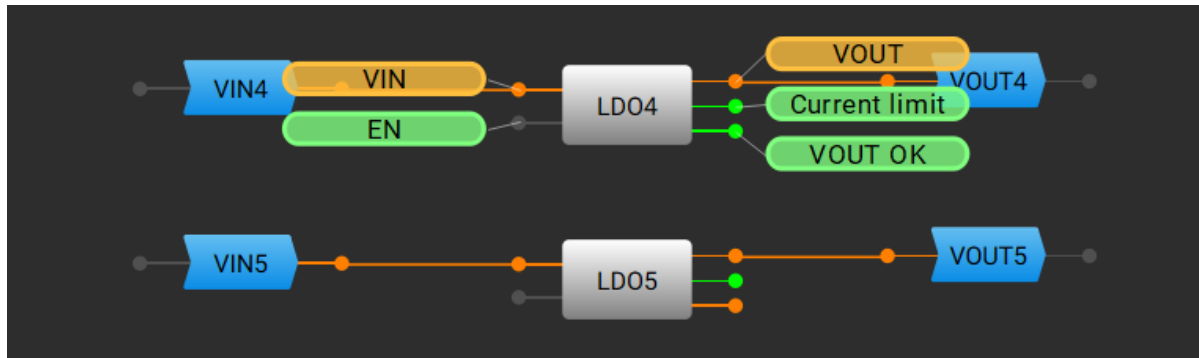 VIN4
VIN
EN
LDO4
VOUT
VOUT4
Current limit
VOUT OK
VIN5
LDO5
VOUT5